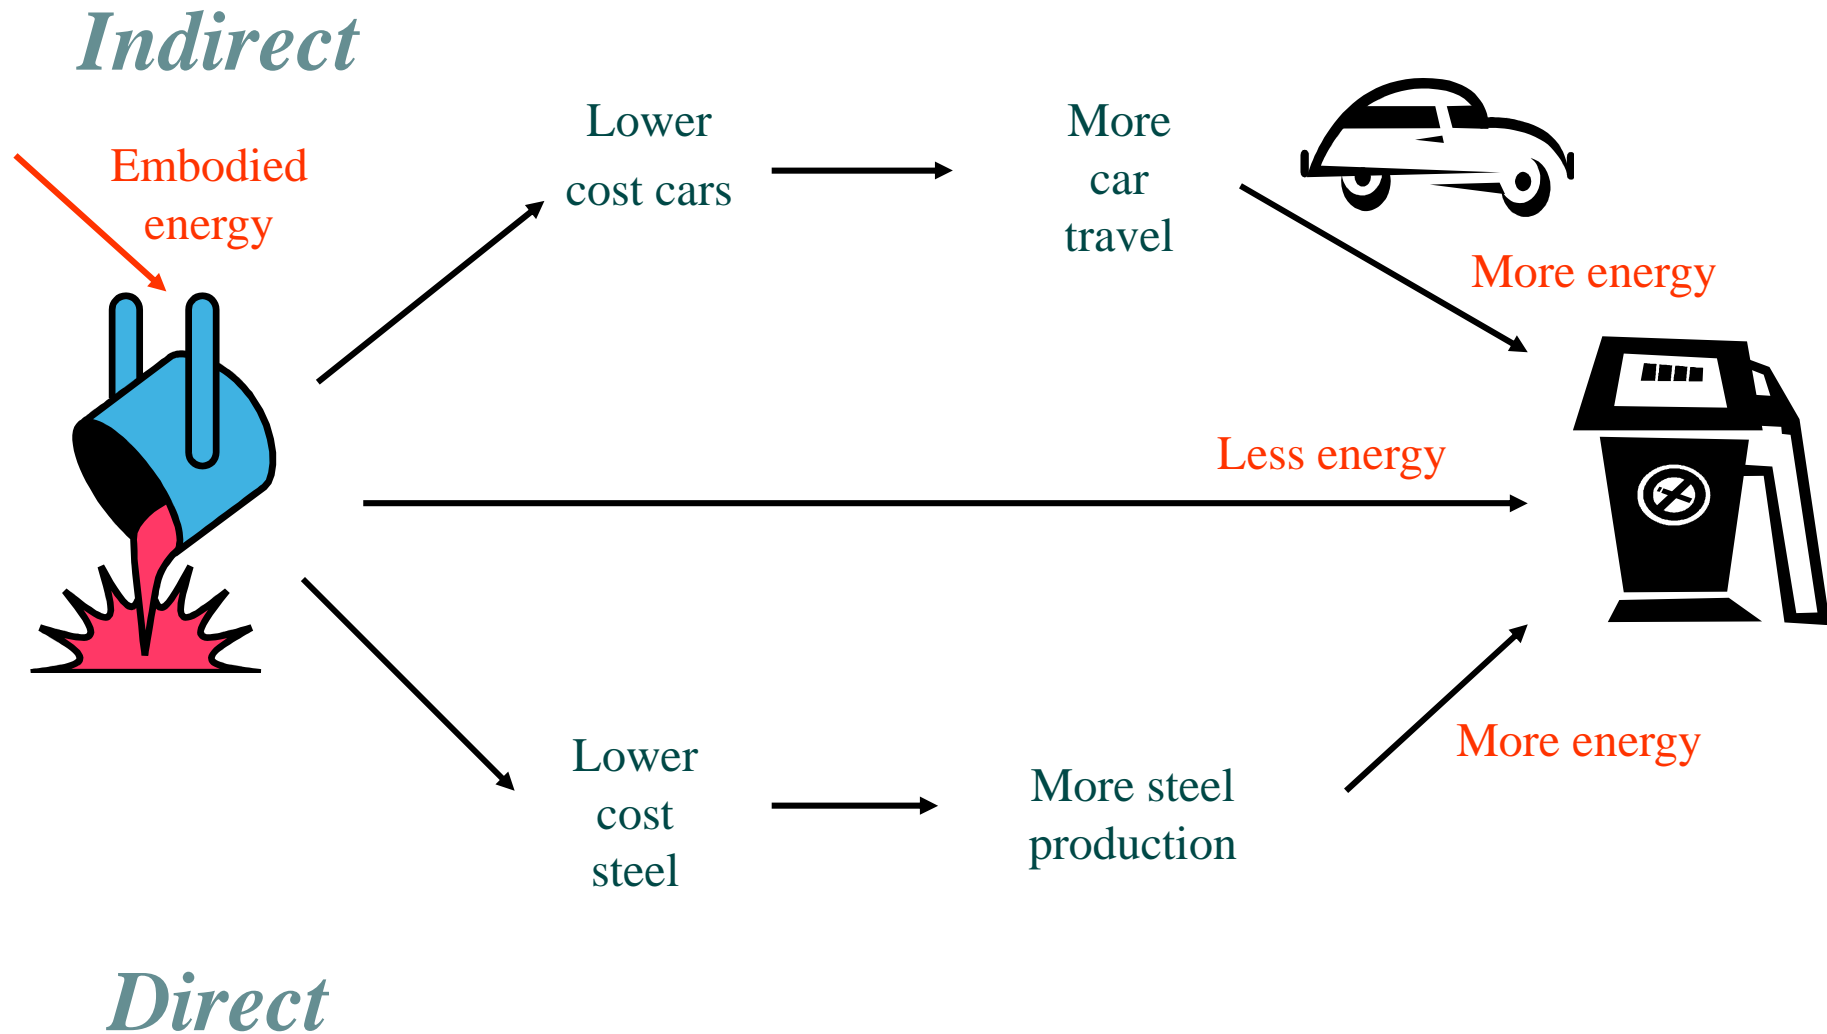 Indirect
Embodied
energy
Lower
cost cars
More
car
travel
More energy
Less energy
Lower
cost
steel
More steel
production
More energy
Direct